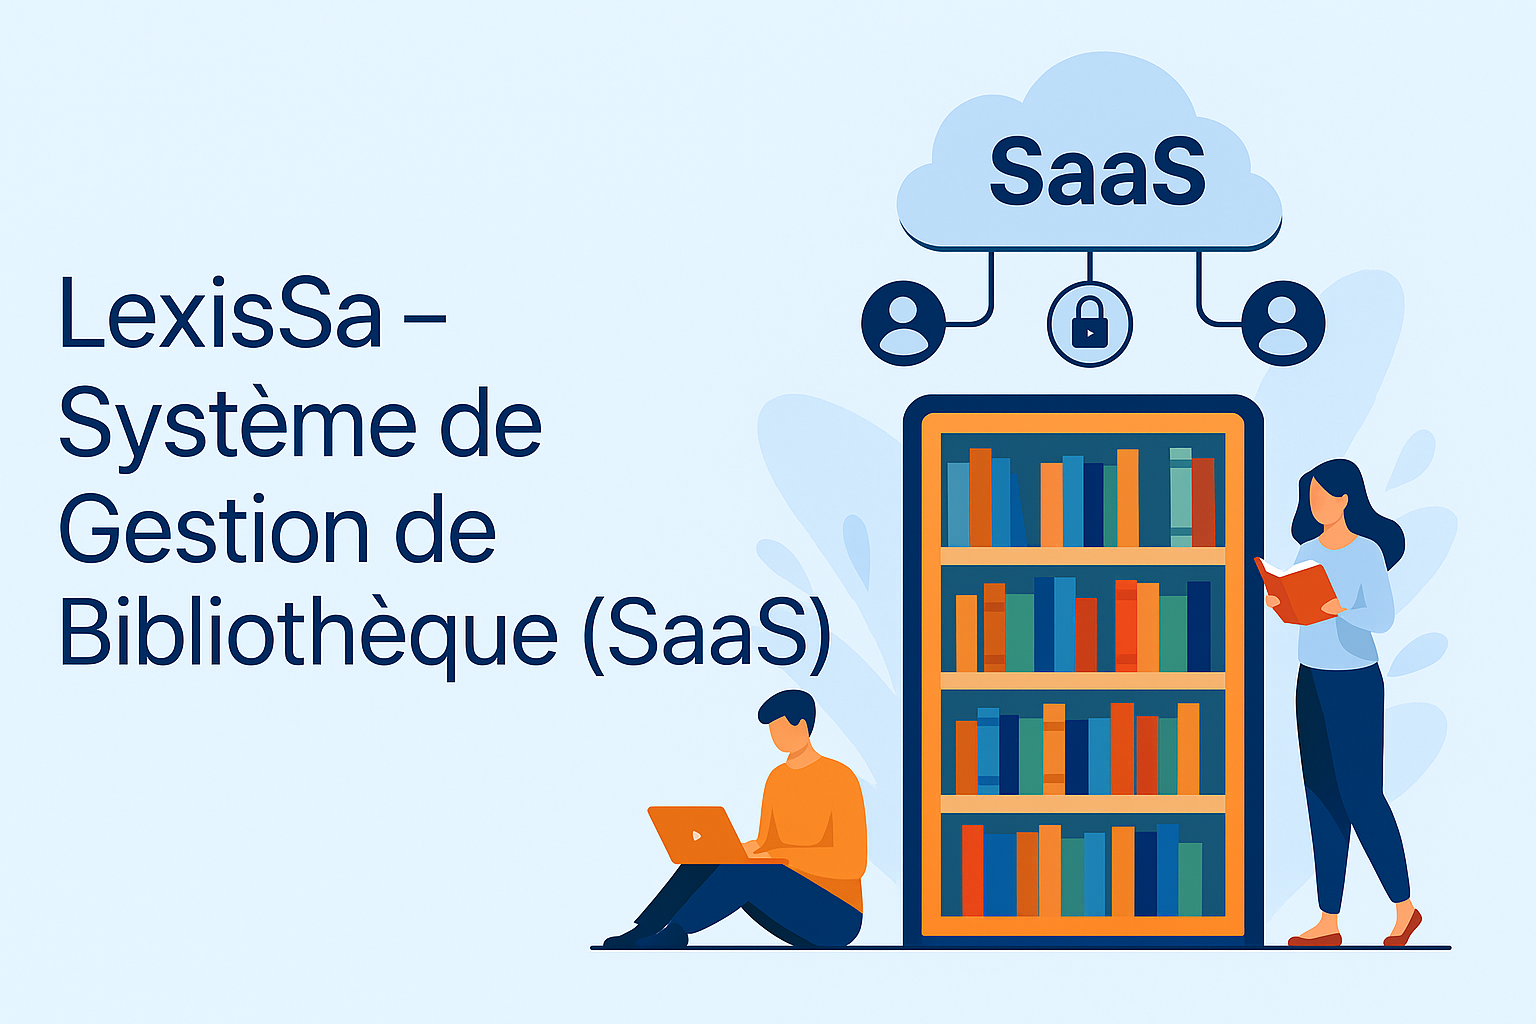 SaaS
LexisSa –
Système de
Gestion de
Bibliothèque (SaaS)